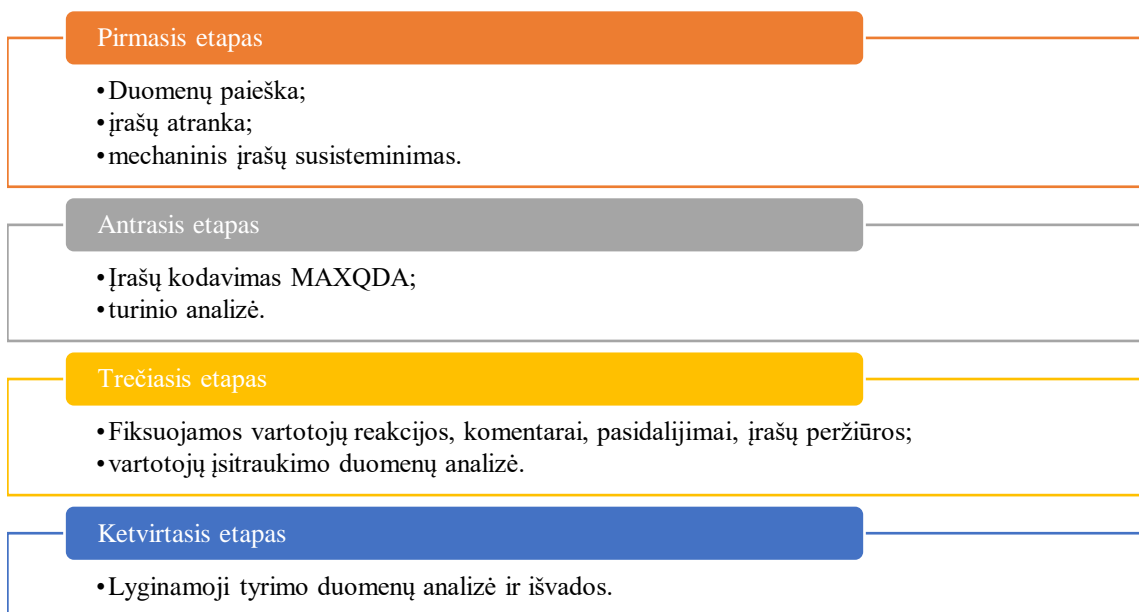 Pirmasis etapas
•Duomenų paieška;
•įrašų atranka;
•mechaninis įrašų susisteminimas.
Antrasis etapas
•Įrašų kodavimas MAXQDA;
•turinio analizė.
Trečiasis etapas
•Fiksuojamos vartotojų reakcijos, komentarai, pasidalijimai, įrašų peržiūros;
•vartotojų įsitraukimo duomenų analizė.
Ketvirtasis etapas
•Lyginamoji tyrimo duomenų analizė ir išvados.